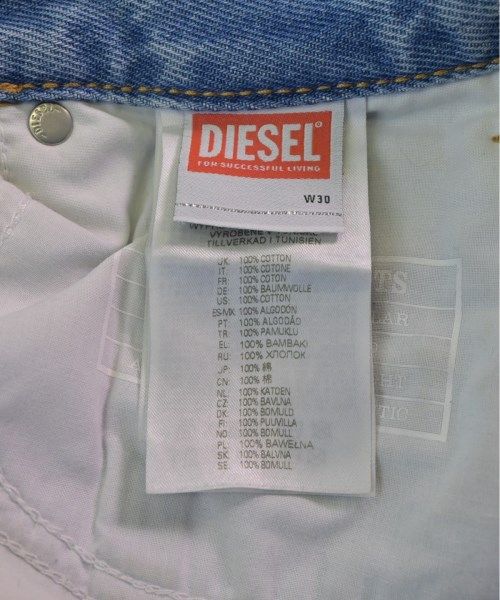 DIESEL
FOR SUCCESSFUL LIVING
W30
TILLVERKAD I TUNISIEN
UK: 100% COTTON
IT: 100% COTONE
FR: 100% COTON
DE: 100% BAUMWOLLE
US: 100% COTTON
ES-MX: 100% ALGODON
PT: 100% ALGODÃO
TR: 100% PAMUKLU
EL: 100% BAMBAKI
RU: 100% ХЛОПОК
JP: 100% 綿
CN: 100% 棉
NL: 100% KATOEN
CZ: 100% BAVLNA
DK: 100% BOMULD
FI: 100% PUUVILLA
NO: 100% BOMULL
PL: 100% BAWEŁNA
SK: 100% BALVNA
SE: 100% BOMULL